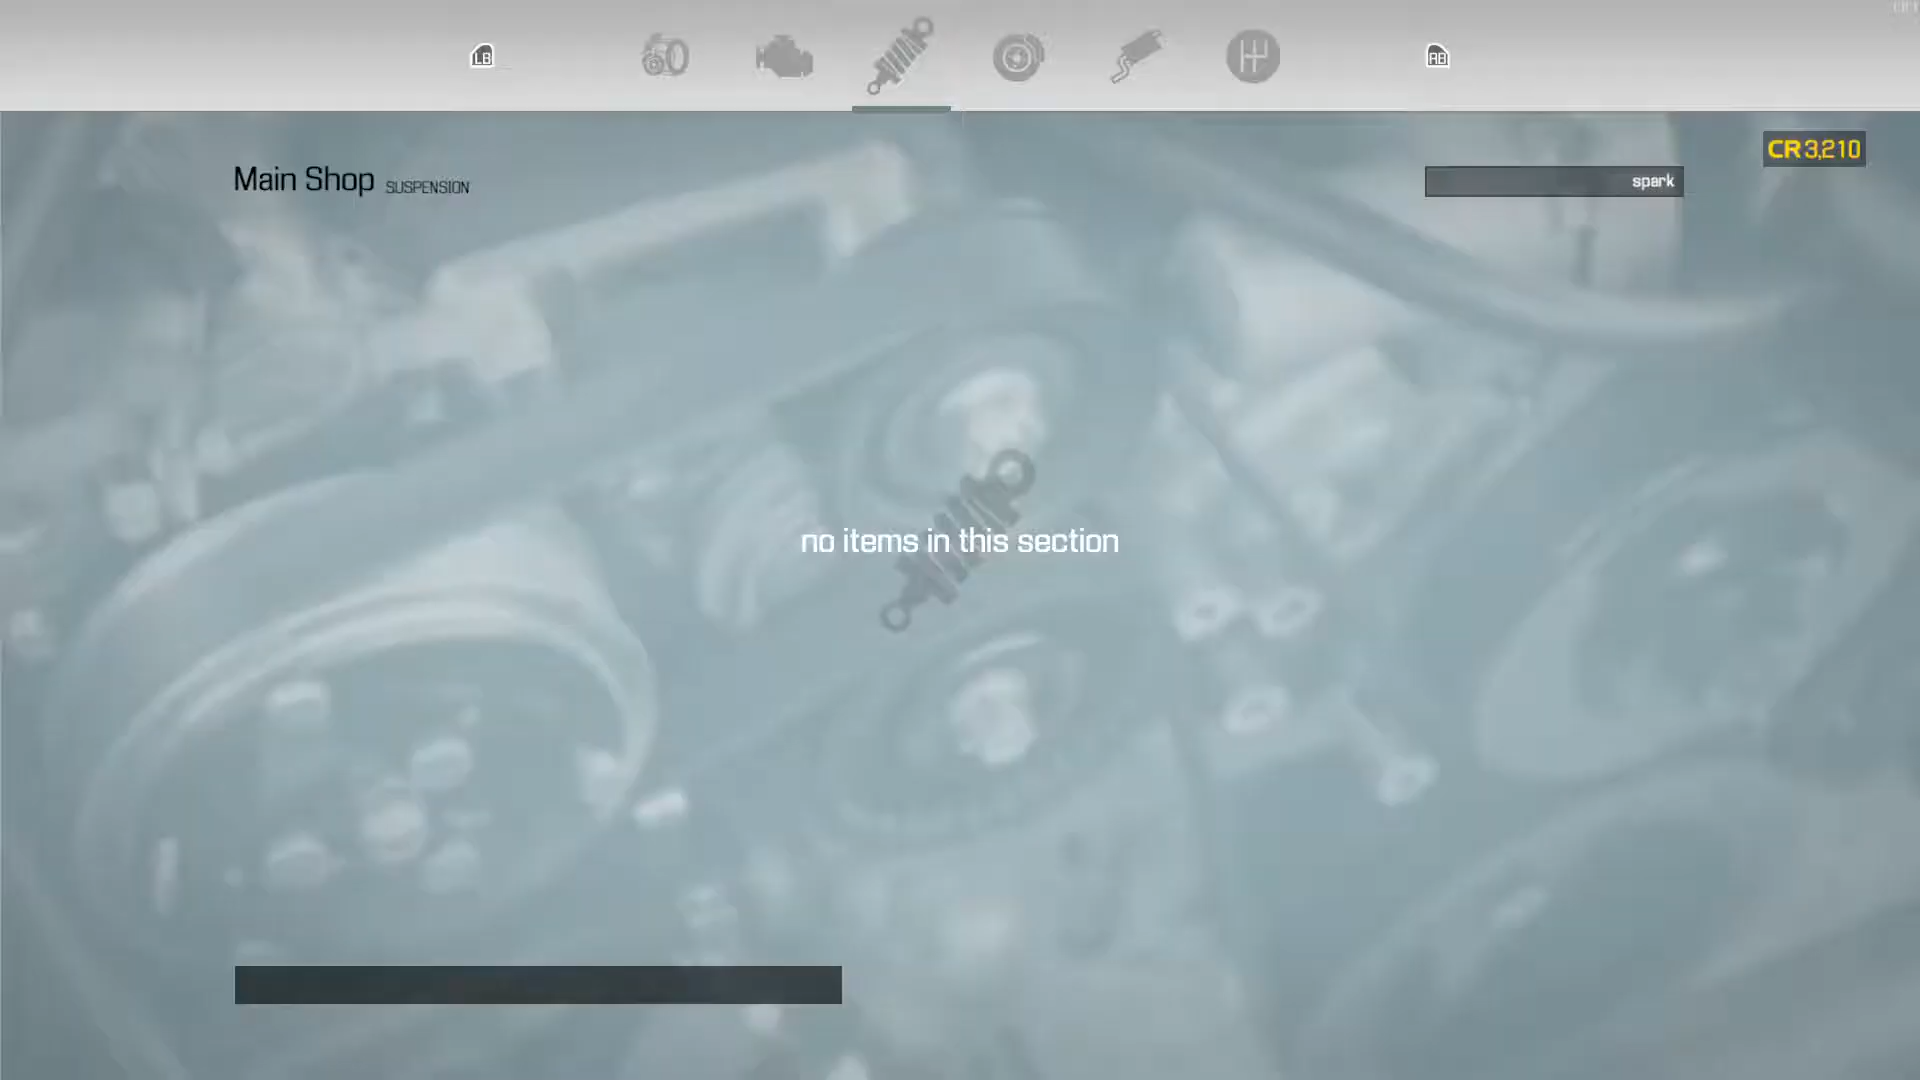 LB
RB
CR 3,210
Main Shop SUSPENSION
spark
no items in this section